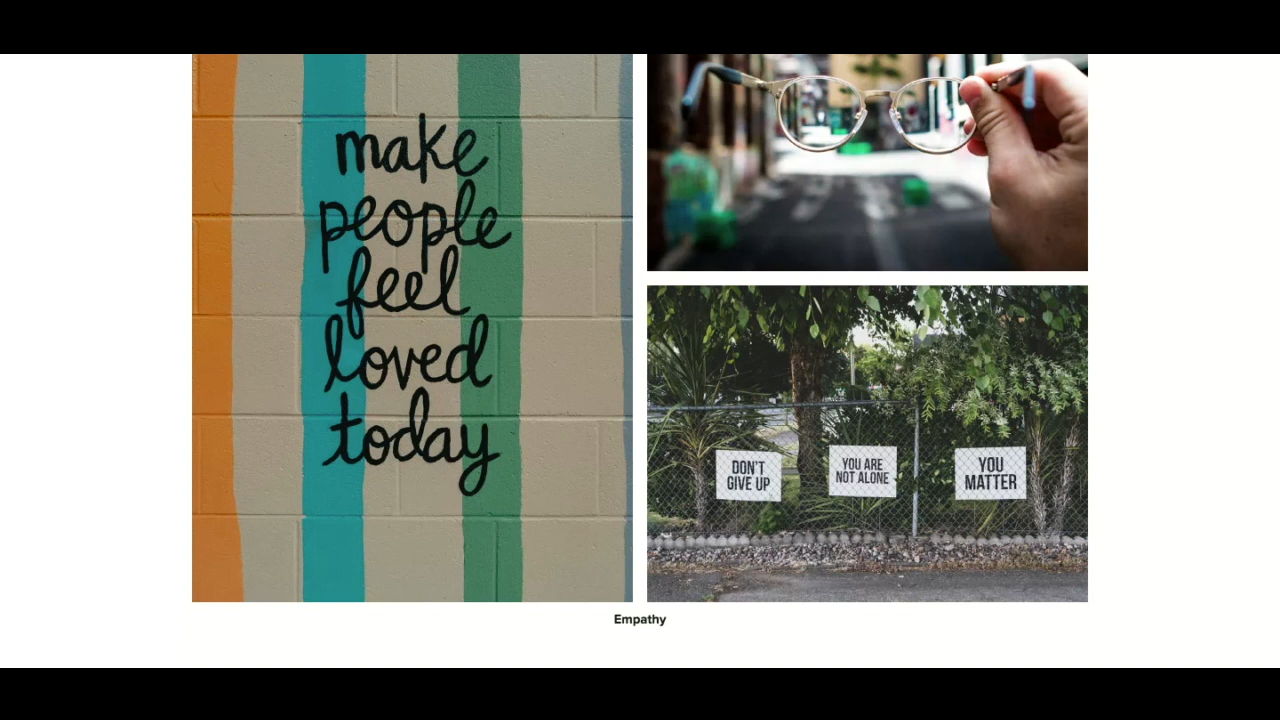 make
people
feel
loved
today
DON'T
GIVE UP
YOU ARE
NOT ALONE
YOU
MATTER
Empathy